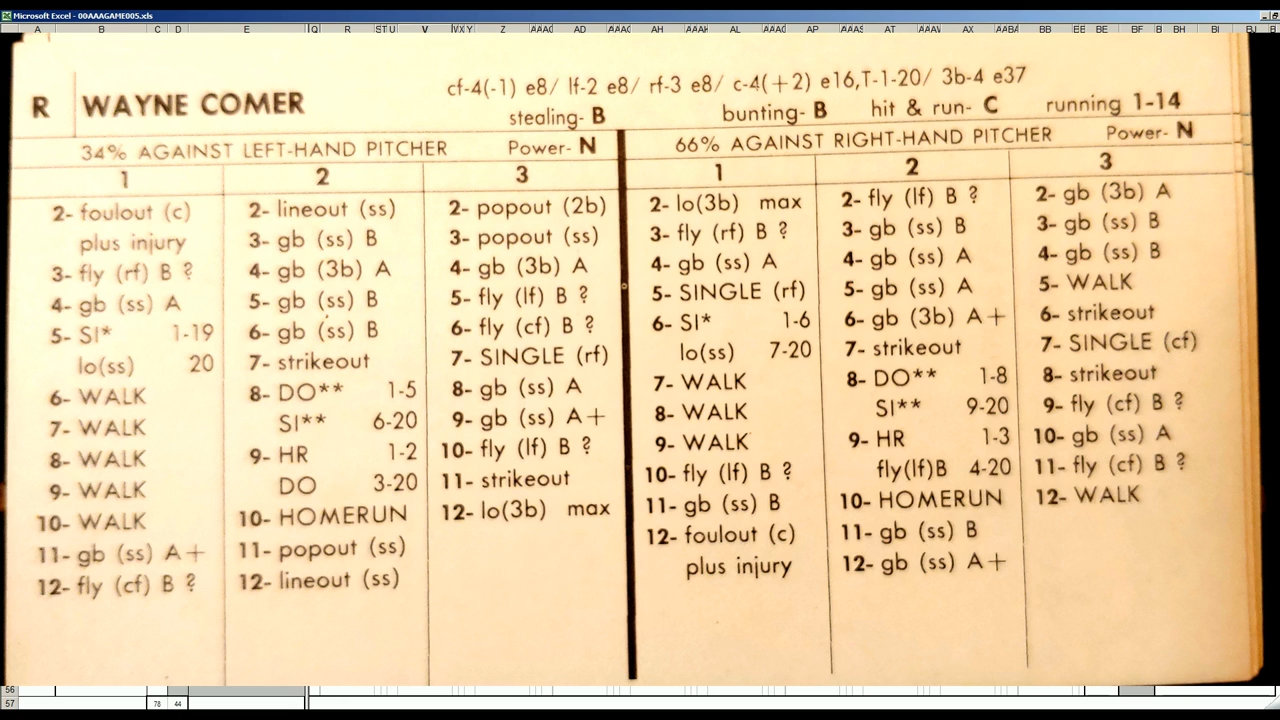 Microsoft Excel - 00AAAGAME005.xls
cf-4(-1) e8/ lf-2 e8/ rf-3 e8/ c-4(+2) e16,T-1-20/ 3b-4 e37
R WAYNE COMER
stealing- B bunting- B hit & run- C running 1-14
34% AGAINST LEFT-HAND PITCHER Power- N
1 2 3
2- foulout (c)
plus injury
3- fly (rf) B ?
4- gb (ss) A
5- SI* 1-19
lo(ss) 20
6- WALK
7- WALK
8- WALK
9- WALK
10- WALK
11- gb (ss) A+
12- fly (cf) B ?
2- lineout (ss)
3- gb (ss) B
4- gb (3b) A
5- gb (ss) B
6- gb (ss) B
7- strikeout
8- DO** 1-5
SI** 6-20
9- HR 1-2
DO 3-20
10- HOMERUN
11- popout (ss)
12- lineout (ss)
2- popout (2b)
3- popout (ss)
4- gb (3b) A
5- fly (lf) B ?
6- fly (cf) B ?
7- SINGLE (rf)
8- gb (ss) A
9- gb (ss) A+
10- fly (lf) B ?
11- strikeout
12- lo(3b) max
66% AGAINST RIGHT-HAND PITCHER Power- N
1 2 3
2- lo(3b) max
3- fly (rf) B ?
4- gb (ss) A
5- SINGLE (rf)
6- SI* 1-6
lo(ss) 7-20
7- WALK
8- WALK
9- WALK
10- fly (lf) B ?
11- gb (ss) B
12- foulout (c)
plus injury
2- fly (lf) B ?
3- gb (ss) B
4- gb (ss) A
5- gb (ss) A
6- gb (3b) A+
7- strikeout
8- DO** 1-8
SI** 9-20
9- HR 1-3
fly(lf)B 4-20
10- HOMERUN
11- gb (ss) B
12- gb (ss) A+
2- gb (3b) A
3- gb (ss) B
4- gb (ss) B
5- WALK
6- strikeout
7- SINGLE (cf)
8- strikeout
9- fly (cf) B ?
10- gb (ss) A
11- fly (cf) B ?
12- WALK
56
57 78 44